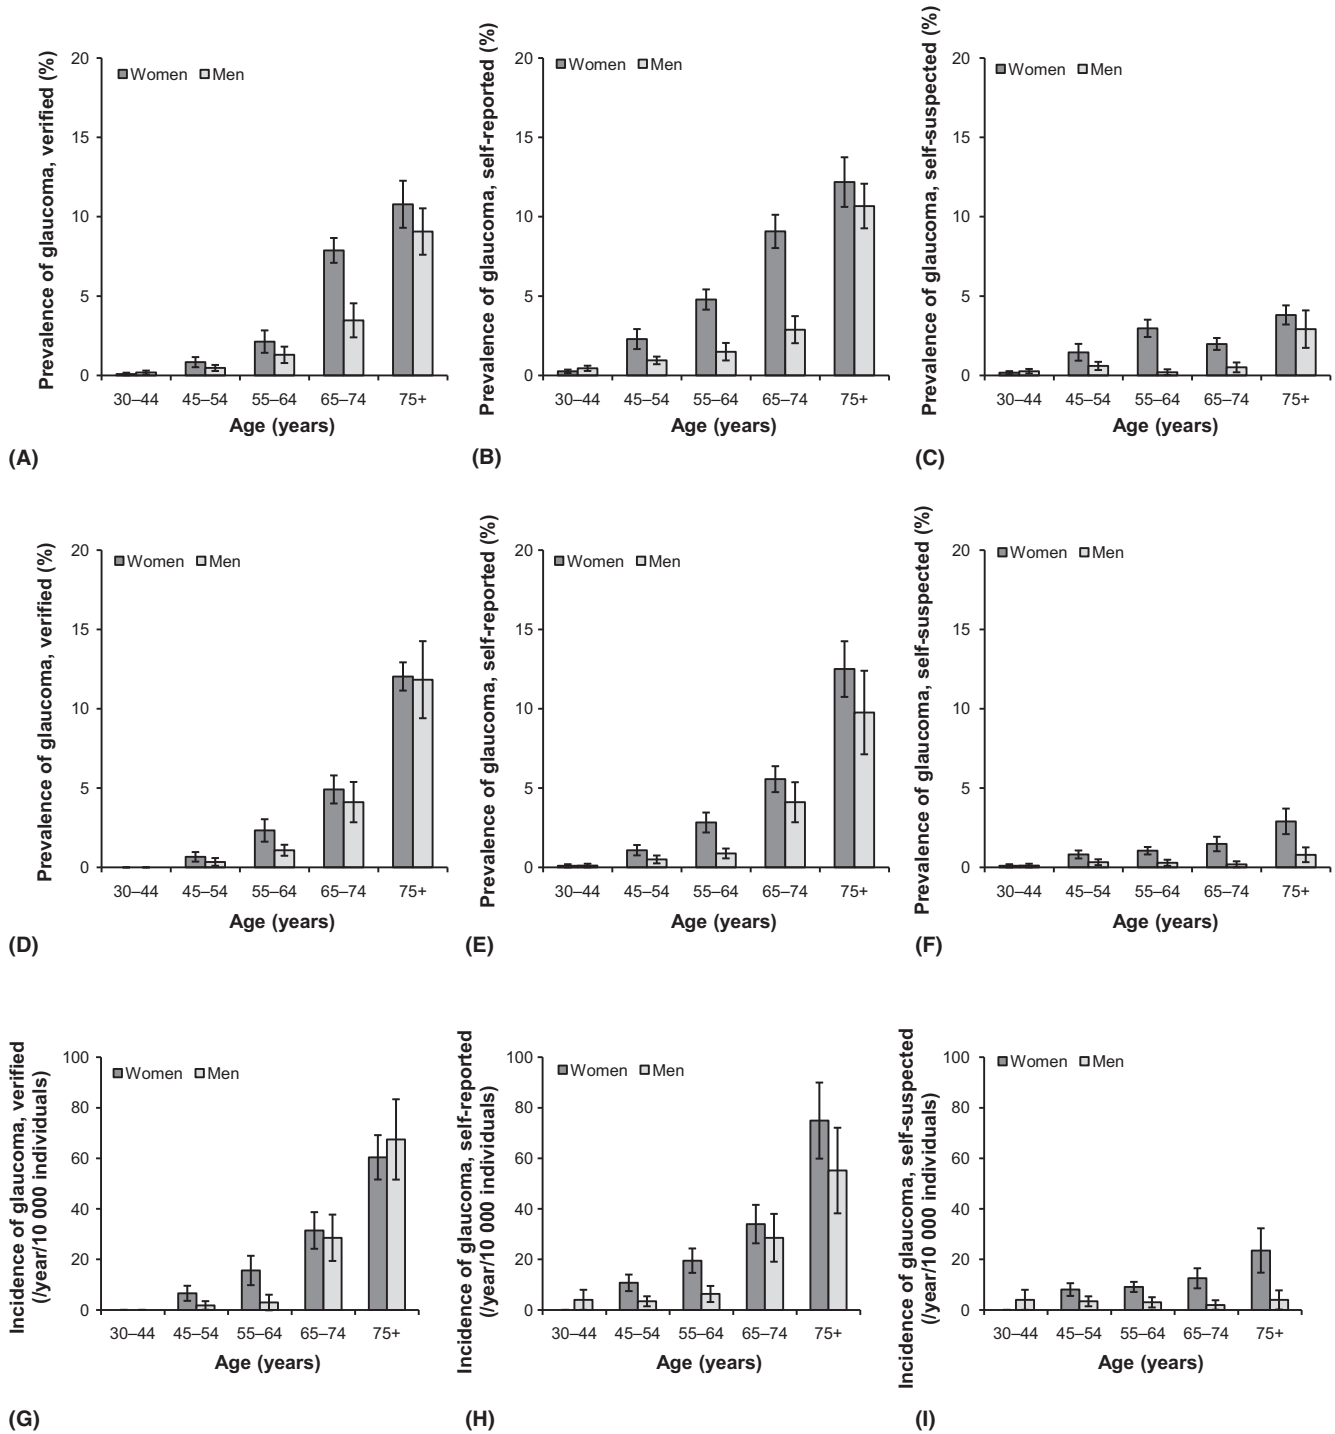 Prevalence of glaucoma, verified (%)
20
15
10
5
0
Women Men
30–44 45–54 55–64 65–74 75+
Age (years)
(A)
Prevalence of glaucoma, self-reported (%)
20
15
10
5
0
Women Men
30–44 45–54 55–64 65–74 75+
Age (years)
(B)
Prevalence of glaucoma, self-suspected (%)
20
15
10
5
0
Women Men
30–44 45–54 55–64 65–74 75+
Age (years)
(C)
Prevalence of glaucoma, verified (%)
20
15
10
5
0
Women Men
30–44 45–54 55–64 65–74 75+
Age (years)
(D)
Prevalence of glaucoma, self-reported (%)
20
15
10
5
0
Women Men
30–44 45–54 55–64 65–74 75+
Age (years)
(E)
Prevalence of glaucoma, self-suspected (%)
20
15
10
5
0
Women Men
30–44 45–54 55–64 65–74 75+
Age (years)
(F)
Incidence of glaucoma, verified
(/year/10 000 individuals)
100
80
60
40
20
0
Women Men
30–44 45–54 55–64 65–74 75+
Age (years)
(G)
Incidence of glaucoma, self-reported
(/year/10 000 individuals)
100
80
60
40
20
0
Women Men
30–44 45–54 55–64 65–74 75+
Age (years)
(H)
Incidence of glaucoma, self-suspected
(/year/10 000 individuals)
100
80
60
40
20
0
Women Men
30–44 45–54 55–64 65–74 75+
Age (years)
(I)